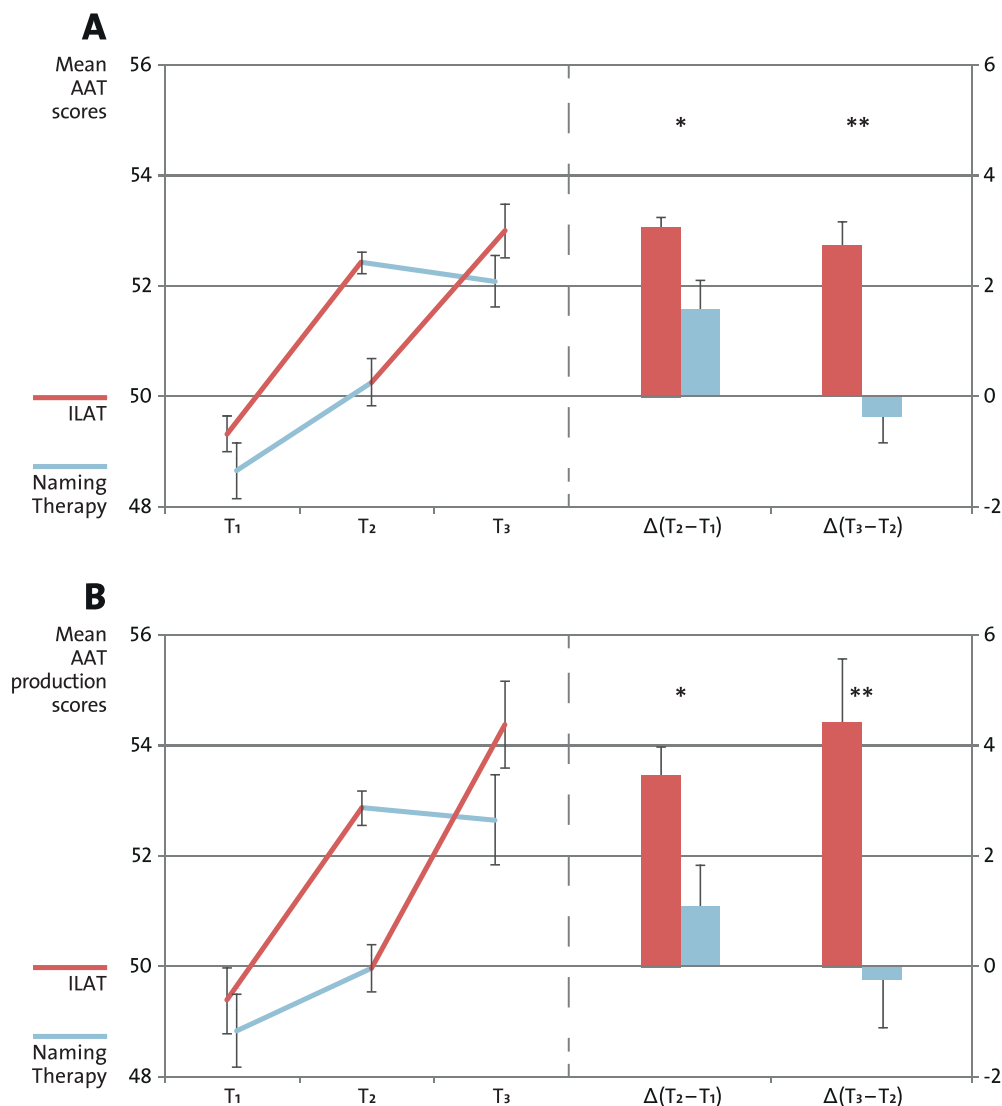 A
Mean
AAT
scores
56
54
52
50
48
6
4
2
0
-2
*
**
ILAT
Naming
Therapy
T₁
T₂
T₃
Δ(T₂–T₁)
Δ(T₃–T₂)
B
Mean
AAT
production
scores
56
54
52
50
48
6
4
2
0
-2
*
**
ILAT
Naming
Therapy
T₁
T₂
T₃
Δ(T₂–T₁)
Δ(T₃–T₂)